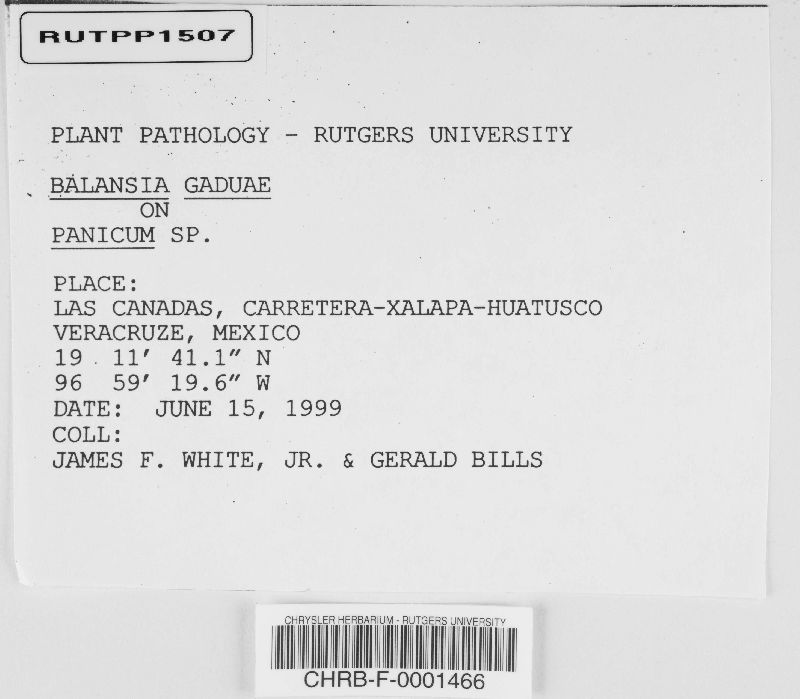 RUTPP1507
PLANT PATHOLOGY - RUTGERS UNIVERSITY
BALANSIA GADUAE
ON
PANICUM SP.
PLACE:
LAS CANADAS, CARRETERA-XALAPA-HUATUSCO
VERACRUZE, MEXICO
19 11′ 41.1″ N
96 59′ 19.6″ W
DATE: JUNE 15, 1999
COLL:
JAMES F. WHITE, JR. & GERALD BILLS
CHRYSLER HERBARIUM - RUTGERS UNIVERSITY
CHRB-F-0001466